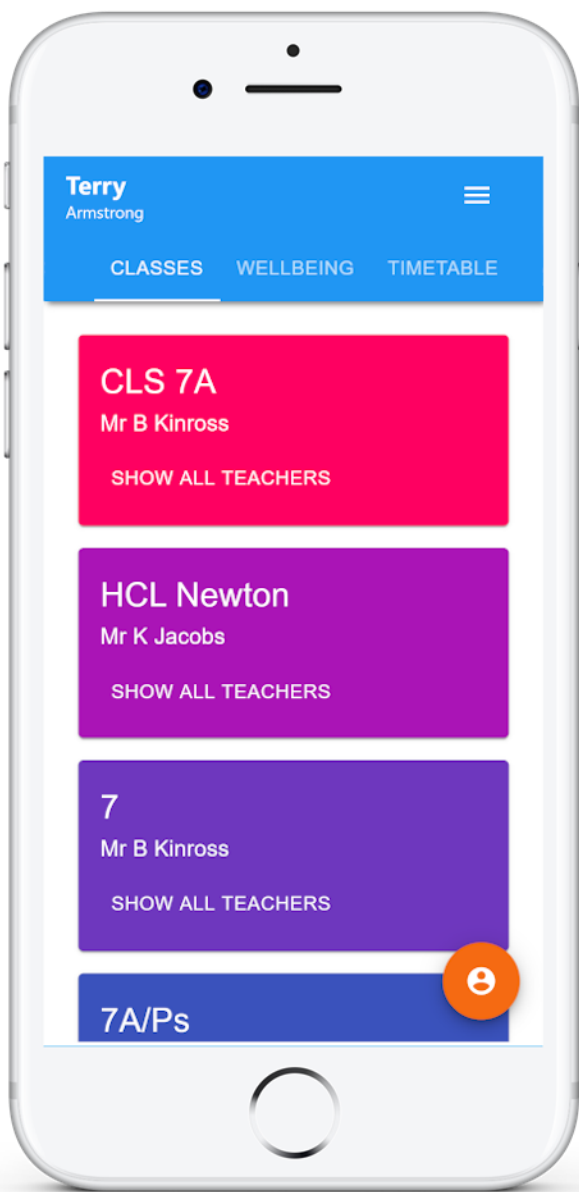 Terry
Armstrong
CLASSES WELLBEING TIMETABLE
CLS 7A
Mr B Kinross
SHOW ALL TEACHERS
HCL Newton
Mr K Jacobs
SHOW ALL TEACHERS
7
Mr B Kinross
SHOW ALL TEACHERS
7A/Ps